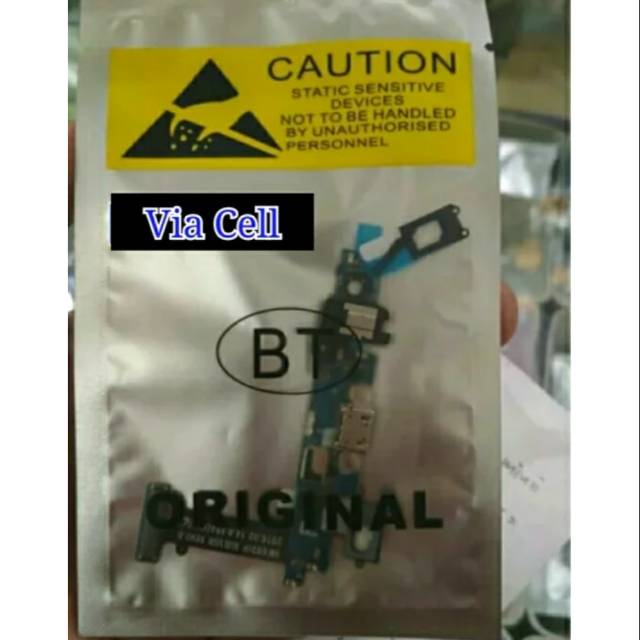 CAUTION
STATIC SENSITIVE
DEVICES
NOT TO BE HANDLED
BY UNAUTHORISED
PERSONNEL
Via Cell
BT
ORIGINAL